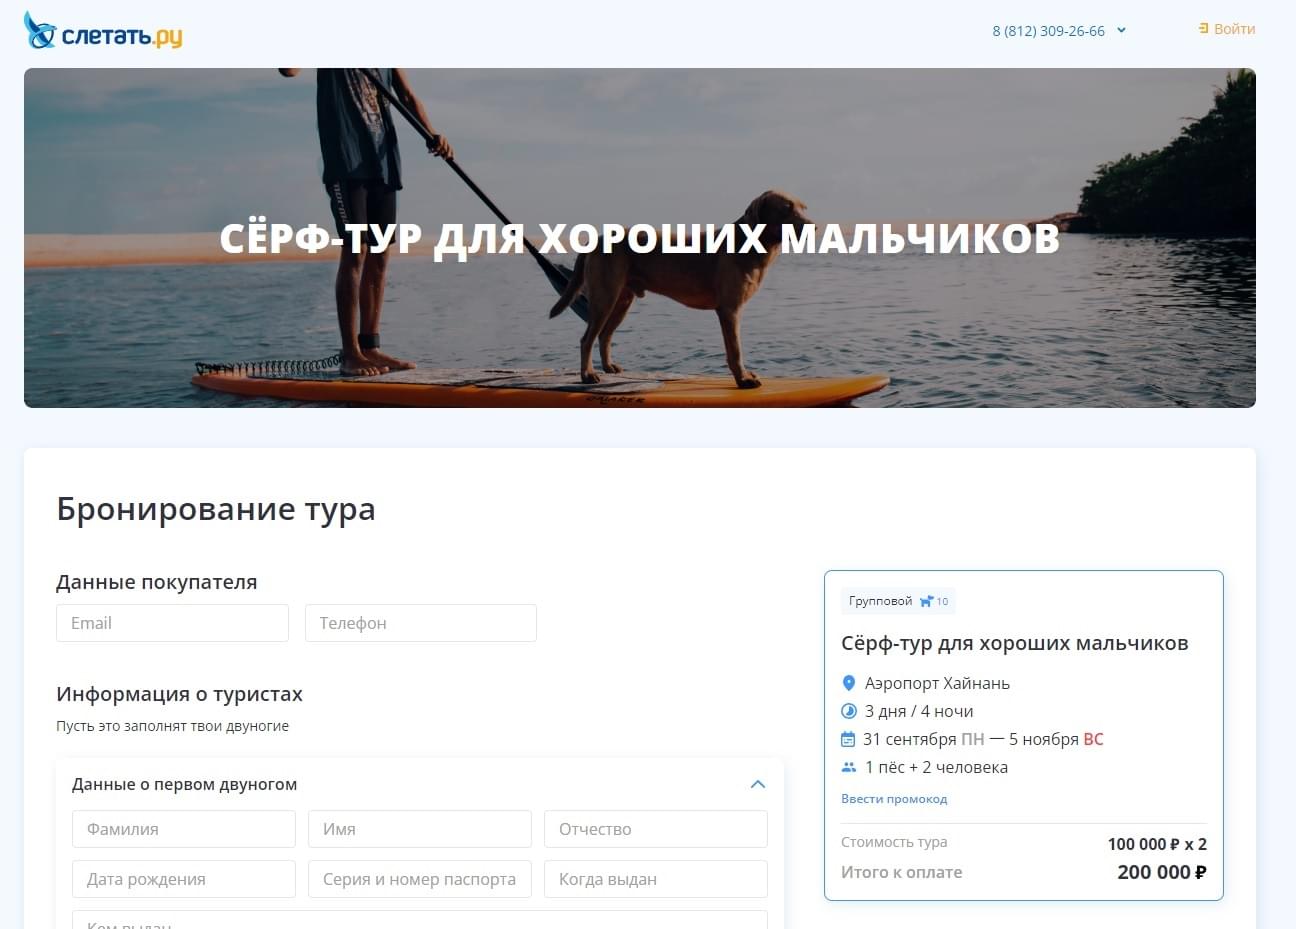 слетать.ру
8 (812) 309-26-66
Войти
СЁРФ-ТУР ДЛЯ ХОРОШИХ МАЛЬЧИКОВ
Бронирование тура
Данные покупателя
Email
Телефон
Информация о туристах
Пусть это заполнят твои двуногие
Данные о первом двуногом
Фамилия
Имя
Отчество
Дата рождения
Серия и номер паспорта
Когда выдан
Кем выдан
Групповой 10
Сёрф-тур для хороших мальчиков
Аэропорт Хайнань
3 дня / 4 ночи
31 сентября ПН — 5 ноября ВС
1 пёс + 2 человека
Ввести промокод
Стоимость тура 100 000 ₽ x 2
Итого к оплате 200 000 ₽